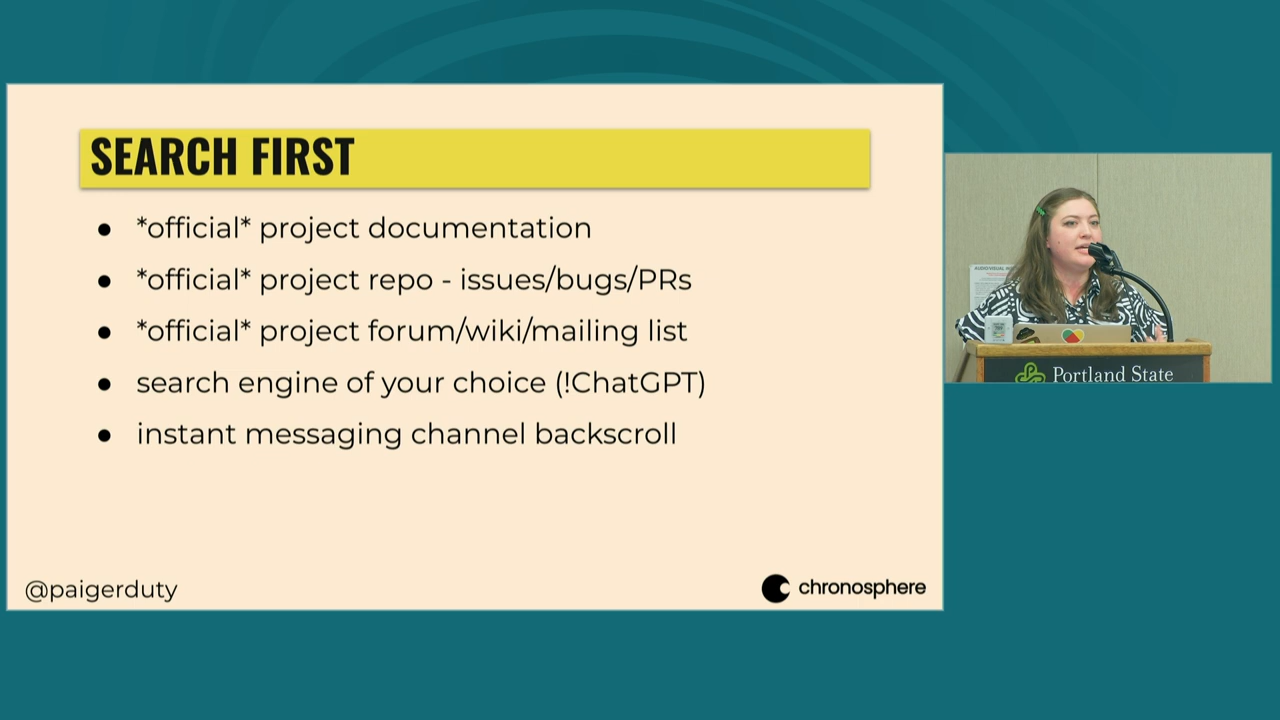 SEARCH FIRST
● *official* project documentation
● *official* project repo - issues/bugs/PRs
● *official* project forum/wiki/mailing list
● search engine of your choice (!ChatGPT)
● instant messaging channel backscroll
@paigerduty
chronosphere
Portland State